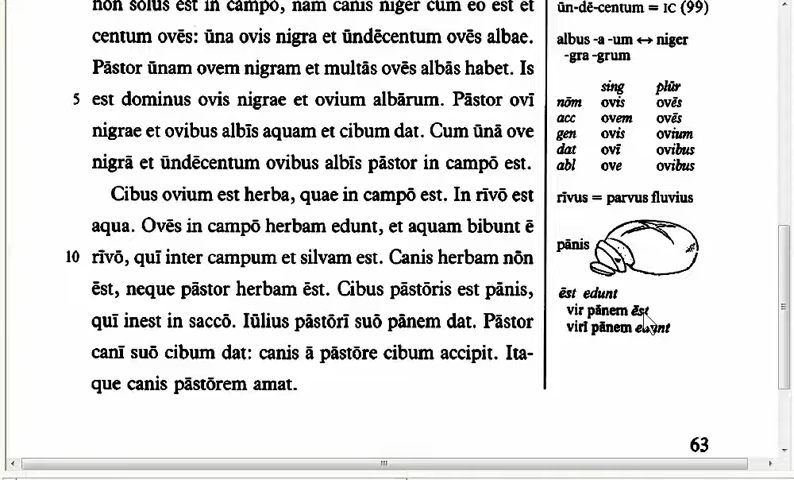 nōn sōlus est in campō, nam canis niger cum eō est et
centum ovēs: ūna ovis nigra et ūndēcentum ovēs albae.
Pāstor ūnam ovem nigram et multās ovēs albās habet. Is
5 est dominus ovis nigrae et ovium albārum. Pāstor ovī
nigrae et ovibus albīs aquam et cibum dat. Cum ūnā ove
nigrā et ūndēcentum ovibus albīs pāstor in campō est.
Cibus ovium est herba, quae in campō est. In rīvō est
aqua. Ovēs in campō herbam edunt, et aquam bibunt ē
10 rīvō, quī inter campum et silvam est. Canis herbam nōn
ēst, neque pāstor herbam ēst. Cibus pāstōris est pānis,
quī inest in saccō. Iūlius pāstōrī suō pānem dat. Pāstor
canī suō cibum dat: canis ā pāstōre cibum accipit. Ita-
que canis pāstōrem amat.
ūn-dē-centum = IC (99)
albus -a -um ↔ niger
-gra -grum
sing plūr
nōm ovis ovēs
acc ovem ovēs
gen ovis ovium
dat ovī ovibus
abl ove ovibus
rīvus = parvus fluvius
pānis
ēst edunt
vir pānem ēst
virī pānem edunt
63